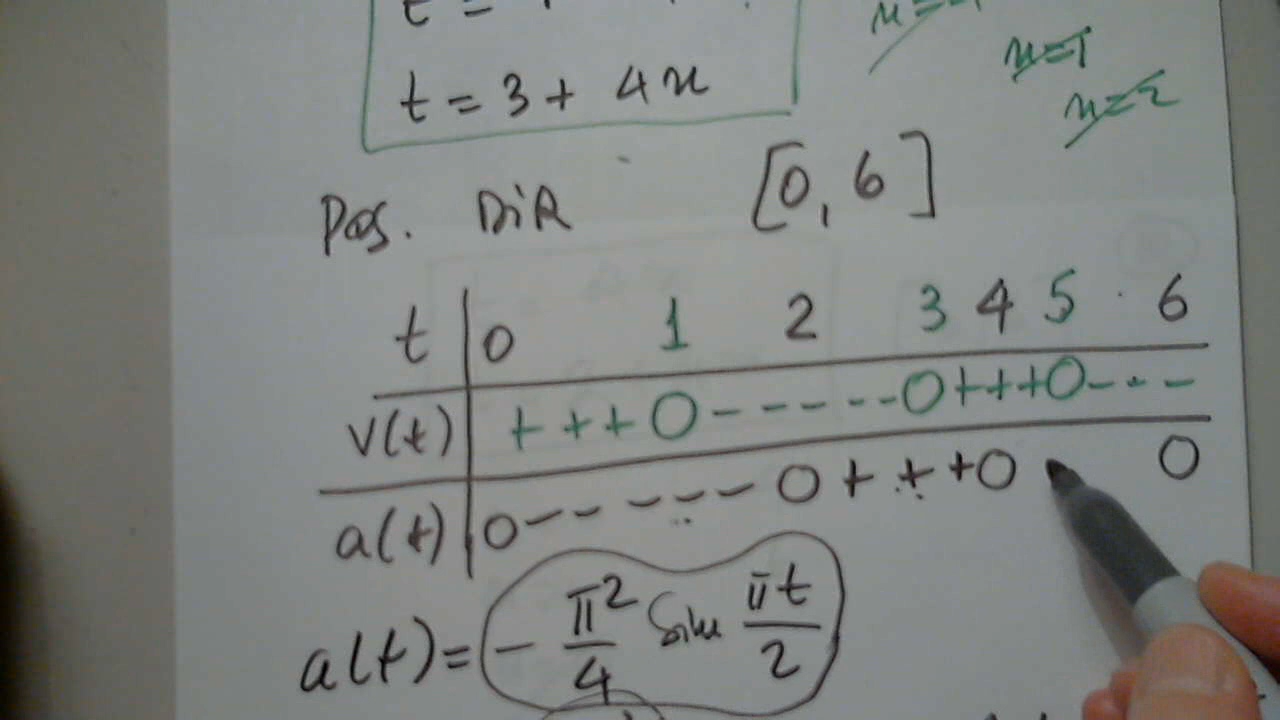 t = 3 + 4n
n=1
n=2
Pos. DiR [0, 6]
t 0 1 2 3 4 5 6
v(t) + + + 0 - - - - - - - 0 + + + 0 - - -
a(t) 0 - - - - - - 0 + + + 0 0
a(t) = - π² / 4 Sin πt / 2